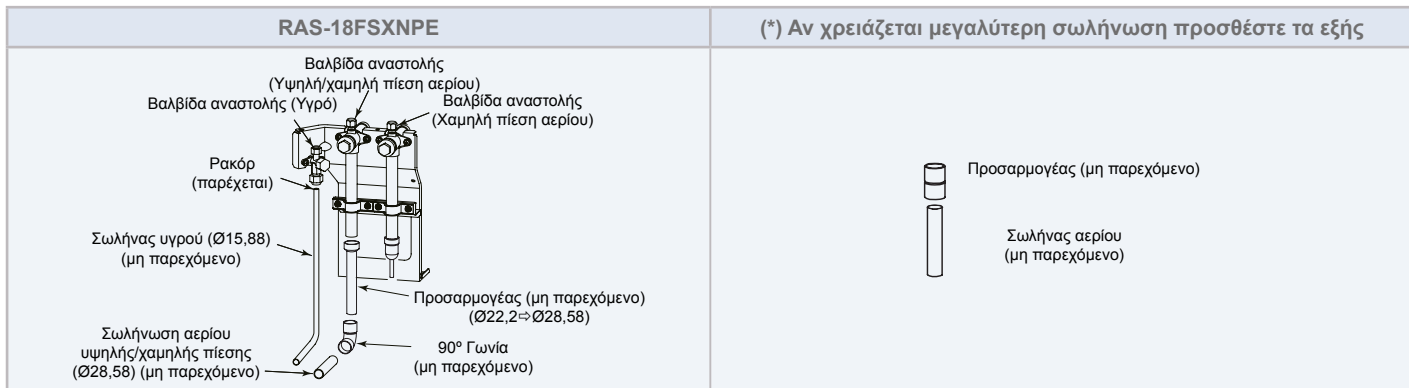 RAS-18FSXNPE
(*) Αν χρειάζεται μεγαλύτερη σωλήνωση προσθέστε τα εξής
Βαλβίδα αναστολής
(Υψηλή/χαμηλή πίεση αερίου)
Βαλβίδα αναστολής (Υγρό)
Βαλβίδα αναστολής
(Χαμηλή πίεση αερίου)
Ρακόρ
(παρέχεται)
Σωλήνας υγρού (Ø15,88)
(μη παρεχόμενο)
Προσαρμογέας (μη παρεχόμενο)
(Ø22,2⇨Ø28,58)
Σωλήνωση αερίου
υψηλής/χαμηλής πίεσης
(Ø28,58) (μη παρεχόμενο)
90º Γωνία
(μη παρεχόμενο)
Προσαρμογέας (μη παρεχόμενο)
Σωλήνας αερίου
(μη παρεχόμενο)